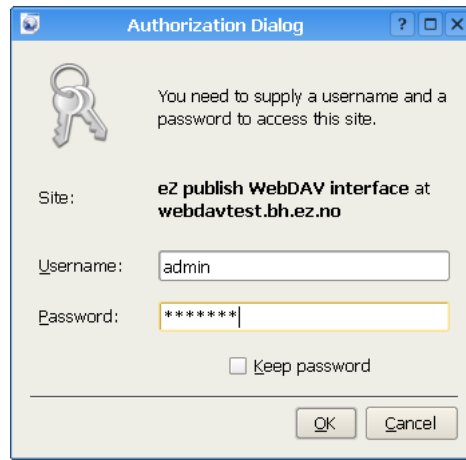 Authorization Dialog
You need to supply a username and a
password to access this site.
Site:
eZ publish WebDAV interface at
webdavtest.bh.ez.no
Username:
admin
Password:
*******
Keep password
OK
Cancel